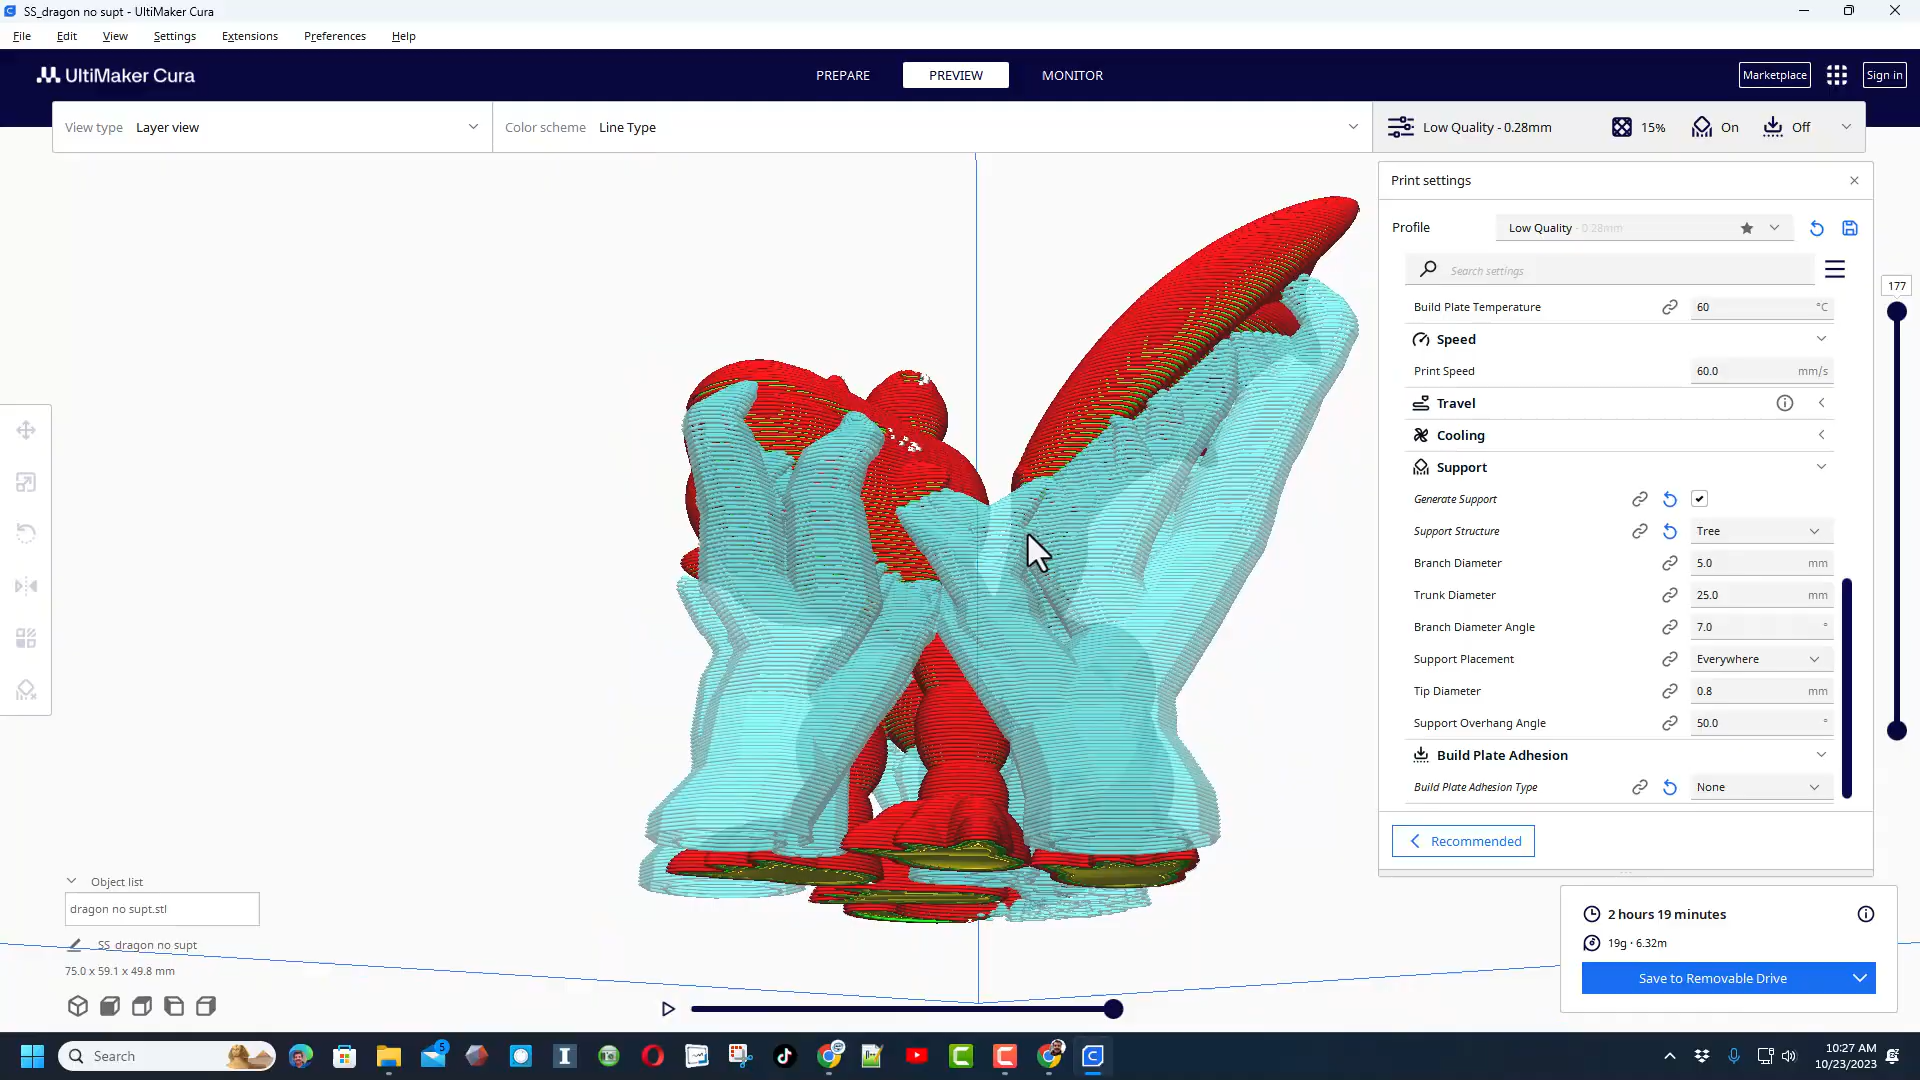 SS_dragon no supt - UltiMaker Cura
File Edit View Settings Extensions Preferences Help
UltiMaker Cura
PREPARE PREVIEW MONITOR
Marketplace Sign in
View type Layer view
Color scheme Line Type
Low Quality - 0.28mm 15% On Off
Print settings
Profile Low Quality - 0.28mm
Search settings
177
Build Plate Temperature 60 °C
Speed
Print Speed 60.0 mm/s
Travel
Cooling
Support
Generate Support
Support Structure Tree
Branch Diameter 5.0 mm
Trunk Diameter 25.0 mm
Branch Diameter Angle 7.0 °
Support Placement Everywhere
Tip Diameter 0.8 mm
Support Overhang Angle 50.0 °
Build Plate Adhesion
Build Plate Adhesion Type None
Recommended
Object list
dragon no supt.stl
SS_dragon no supt
75.0 x 59.1 x 49.8 mm
2 hours 19 minutes
19g · 6.32m
Save to Removable Drive
Search
5
10:27 AM
10/23/2023